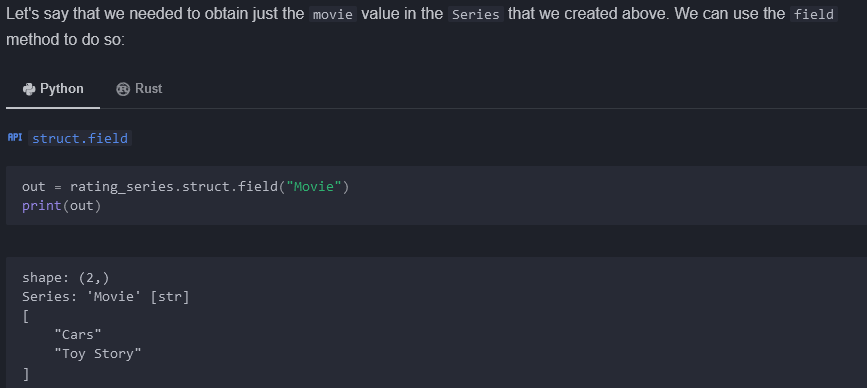 Let's say that we needed to obtain just the movie value in the Series that we created above. We can use the field
method to do so:
Python Rust
API struct.field
out = rating_series.struct.field("Movie")
print(out)
shape: (2,)
Series: 'Movie' [str]
[
    "Cars"
    "Toy Story"
]